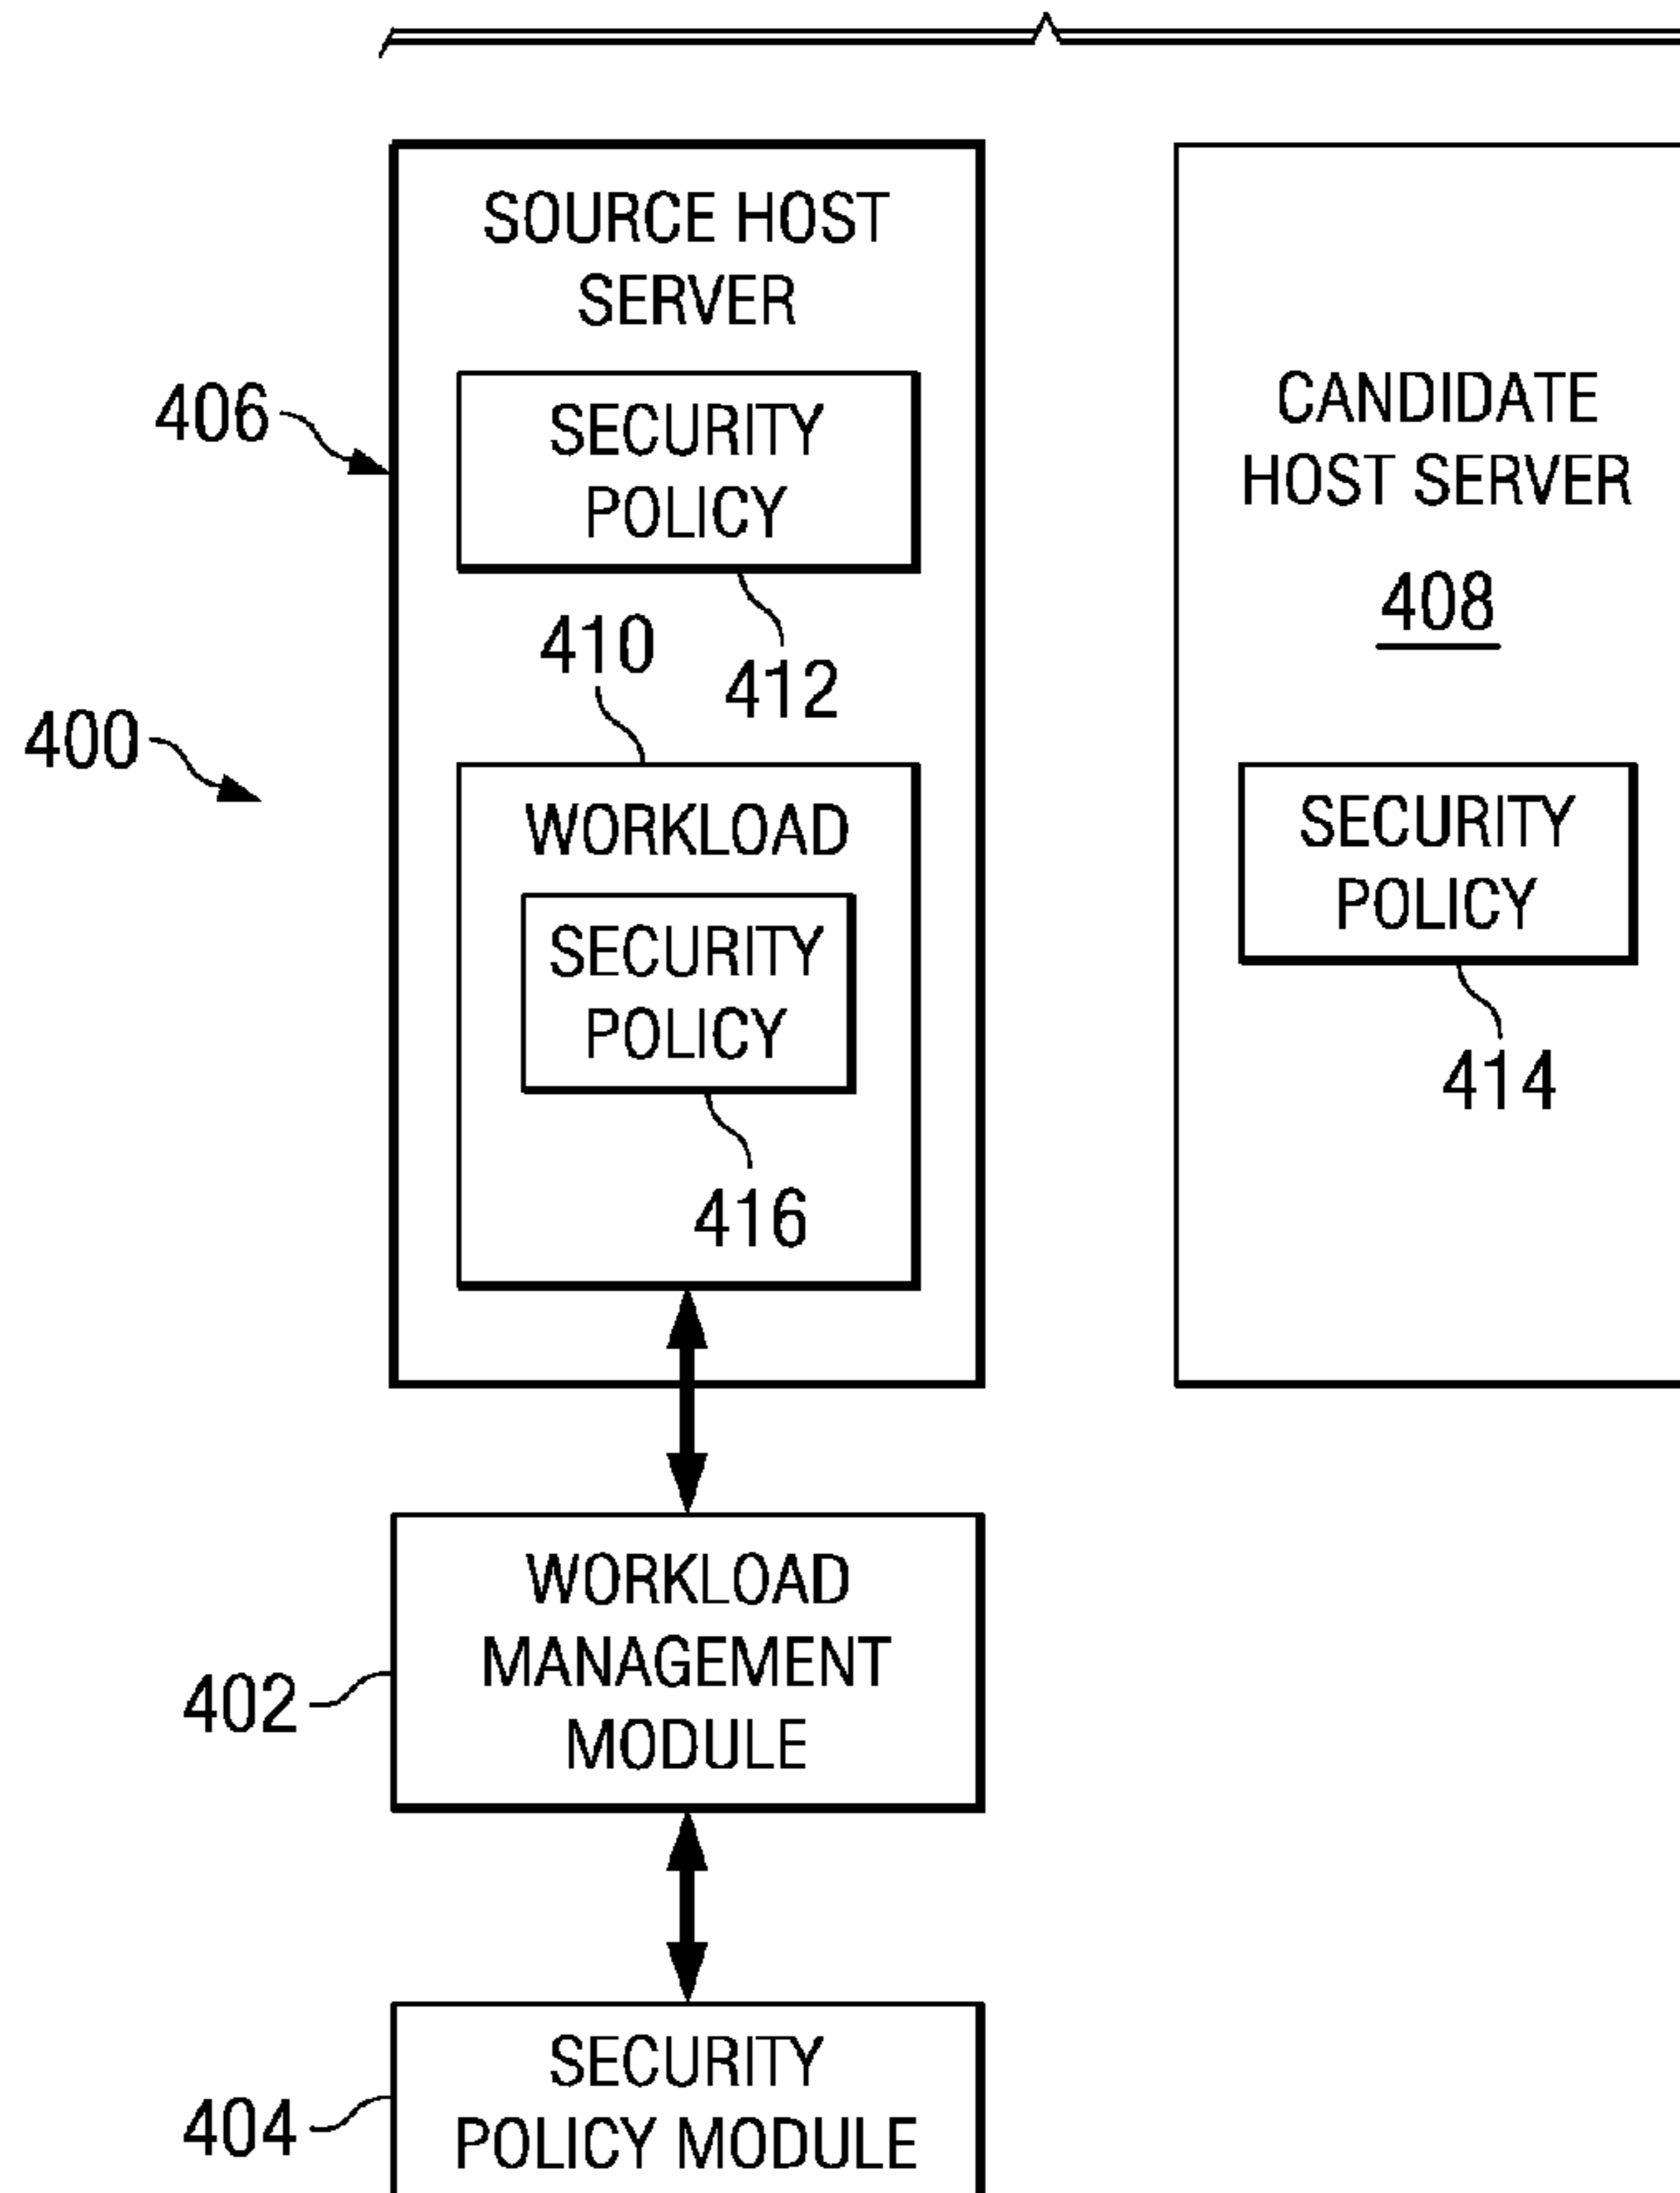 SOURCE HOST
SERVER
406
SECURITY
POLICY
410
412
400
WORKLOAD
SECURITY
POLICY
416
CANDIDATE
HOST SERVER
408
SECURITY
POLICY
414
WORKLOAD
MANAGEMENT
MODULE
402
SECURITY
POLICY MODULE
404